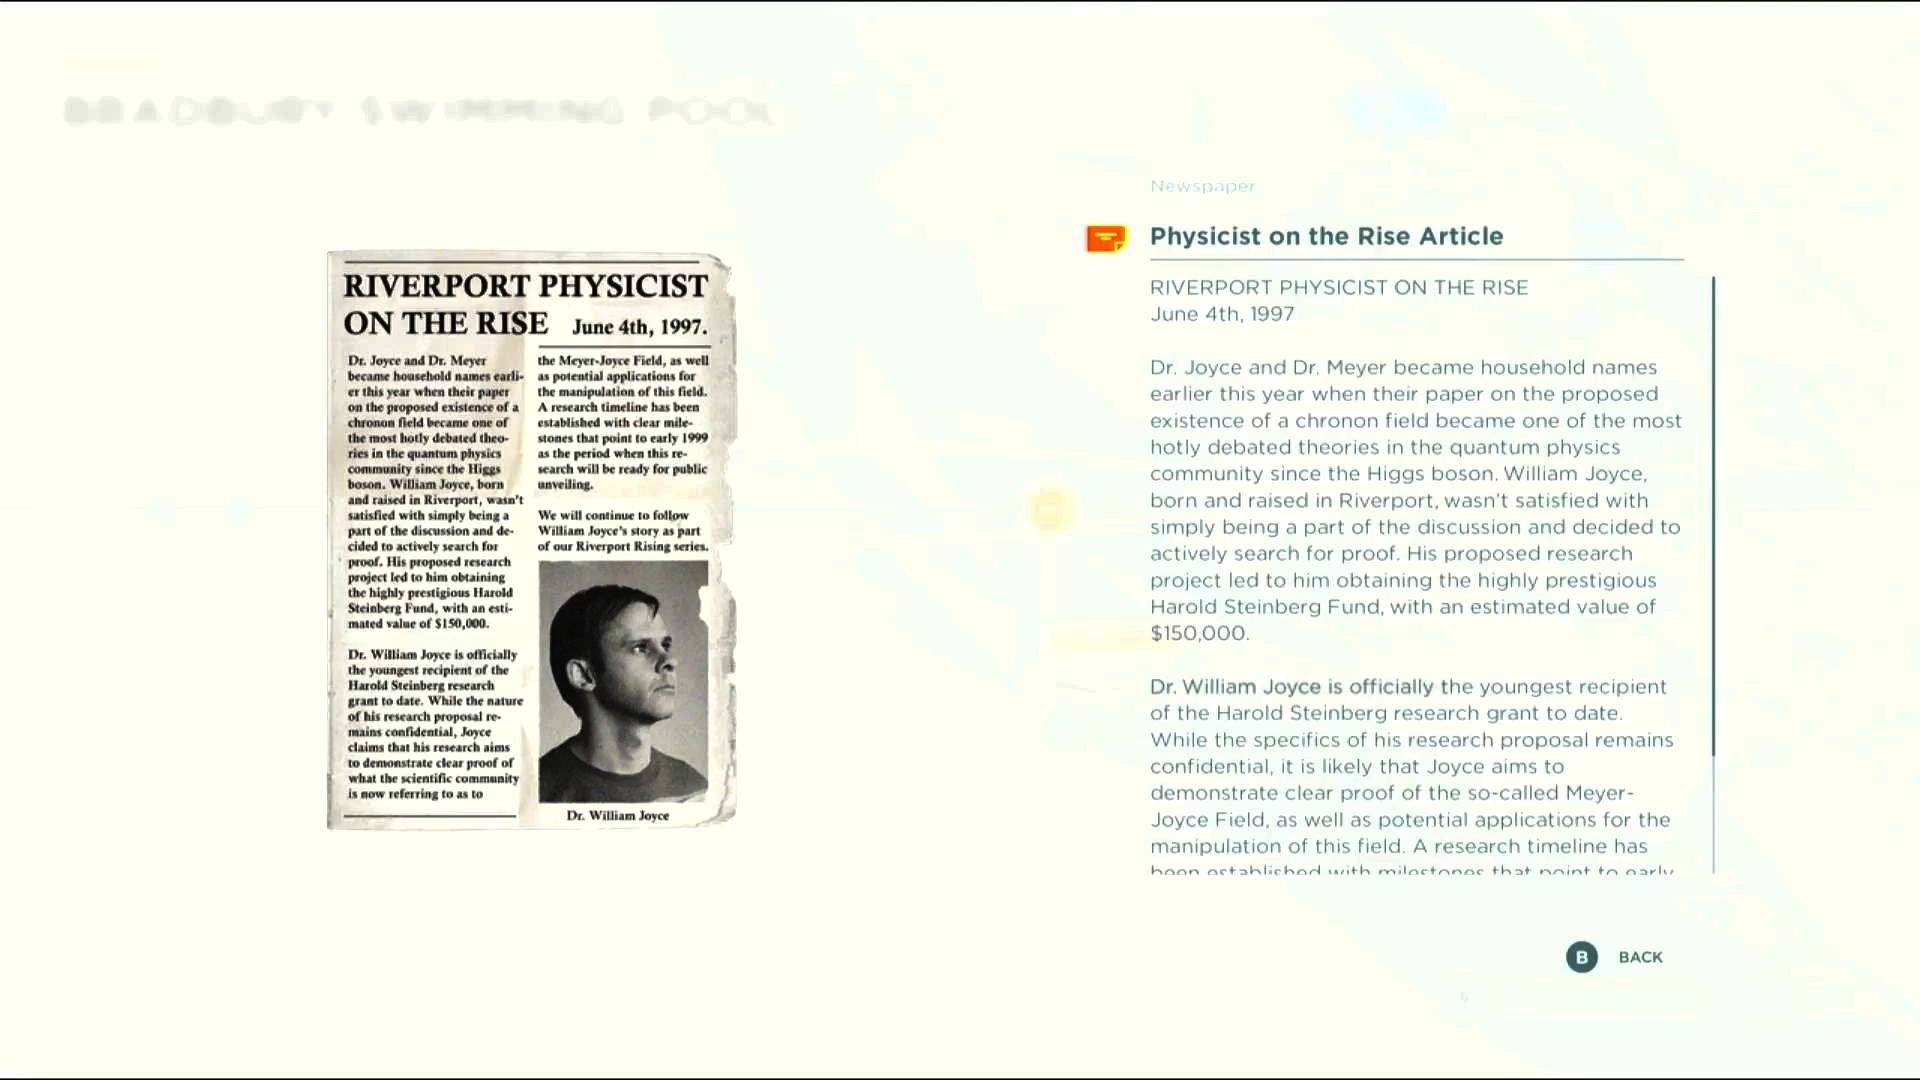 BRADBURY SWIMMING POOL
RIVERPORT PHYSICIST
ON THE RISE June 4th, 1997.
Dr. Joyce and Dr. Meyer
became household names earli-
er this year when their paper
on the proposed existence of a
chronon field became one of
the most hotly debated theo-
ries in the quantum physics
community since the Higgs
boson. William Joyce, born
and raised in Riverport, wasn't
satisfied with simply being a
part of the discussion and de-
cided to actively search for
proof. His proposed research
project led to him obtaining
the highly prestigious Harold
Steinberg Fund, with an esti-
mated value of $150,000.
Dr. William Joyce is officially
the youngest recipient of the
Harold Steinberg research
grant to date. While the nature
of his research proposal re-
mains confidential, Joyce
claims that his research aims
to demonstrate clear proof of
what the scientific community
is now referring to as to
the Meyer-Joyce Field, as well
as potential applications for
the manipulation of this field.
A research timeline has been
established with clear mile-
stones that point to early 1999
as the period when this re-
search will be ready for public
unveiling.
We will continue to follow
William Joyce's story as part
of our Riverport Rising series.
Dr. William Joyce
Newspaper
Physicist on the Rise Article
RIVERPORT PHYSICIST ON THE RISE
June 4th, 1997
Dr. Joyce and Dr. Meyer became household names
earlier this year when their paper on the proposed
existence of a chronon field became one of the most
hotly debated theories in the quantum physics
community since the Higgs boson. William Joyce,
born and raised in Riverport, wasn't satisfied with
simply being a part of the discussion and decided to
actively search for proof. His proposed research
project led to him obtaining the highly prestigious
Harold Steinberg Fund, with an estimated value of
$150,000.
Dr. William Joyce is officially the youngest recipient
of the Harold Steinberg research grant to date.
While the specifics of his research proposal remains
confidential, it is likely that Joyce aims to
demonstrate clear proof of the so-called Meyer-
Joyce Field, as well as potential applications for the
manipulation of this field. A research timeline has
been established with milestones that point to early
B BACK